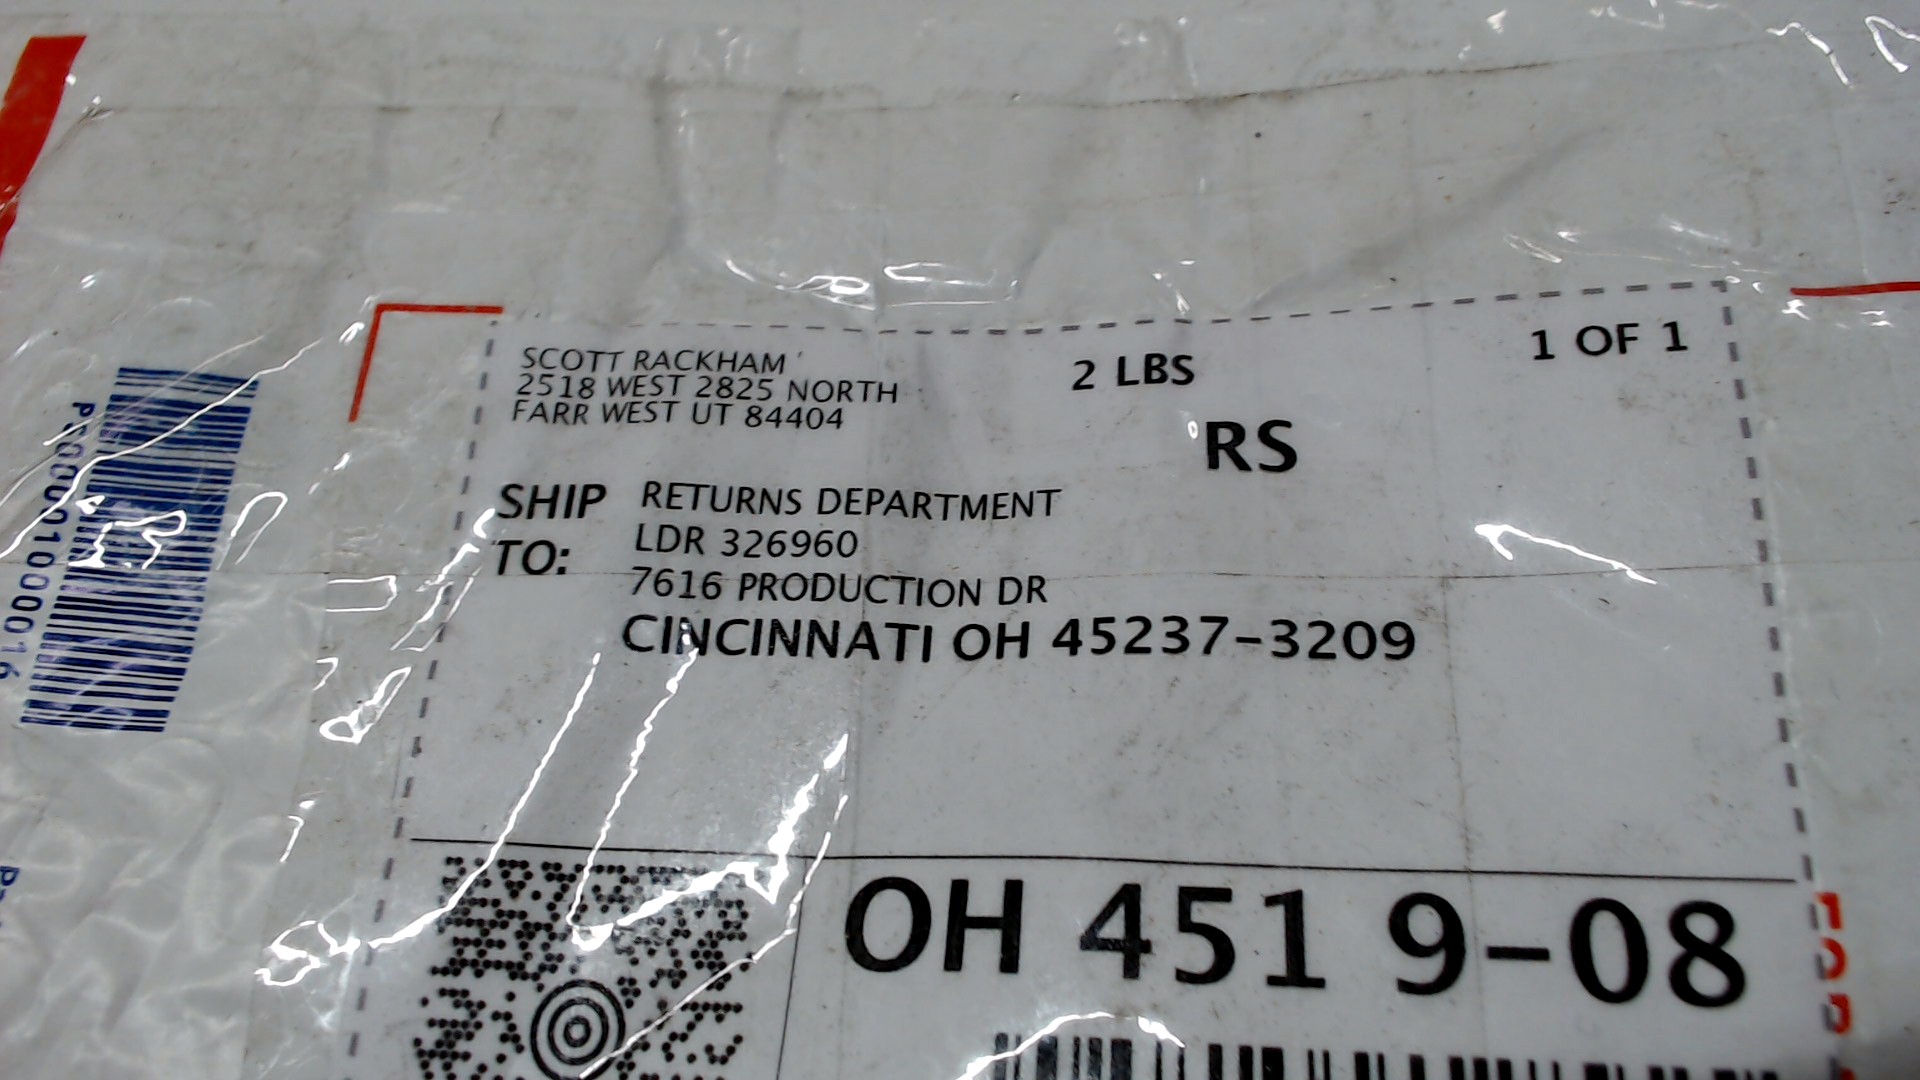 SCOTT RACKHAM
2518 WEST 2825 NORTH
FARR WEST UT 84404
2 LBS
1 OF 1
RS
SHIP TO:
RETURNS DEPARTMENT
LDR 326960
7616 PRODUCTION DR
CINCINNATI OH 45237-3209
OH 451 9-08